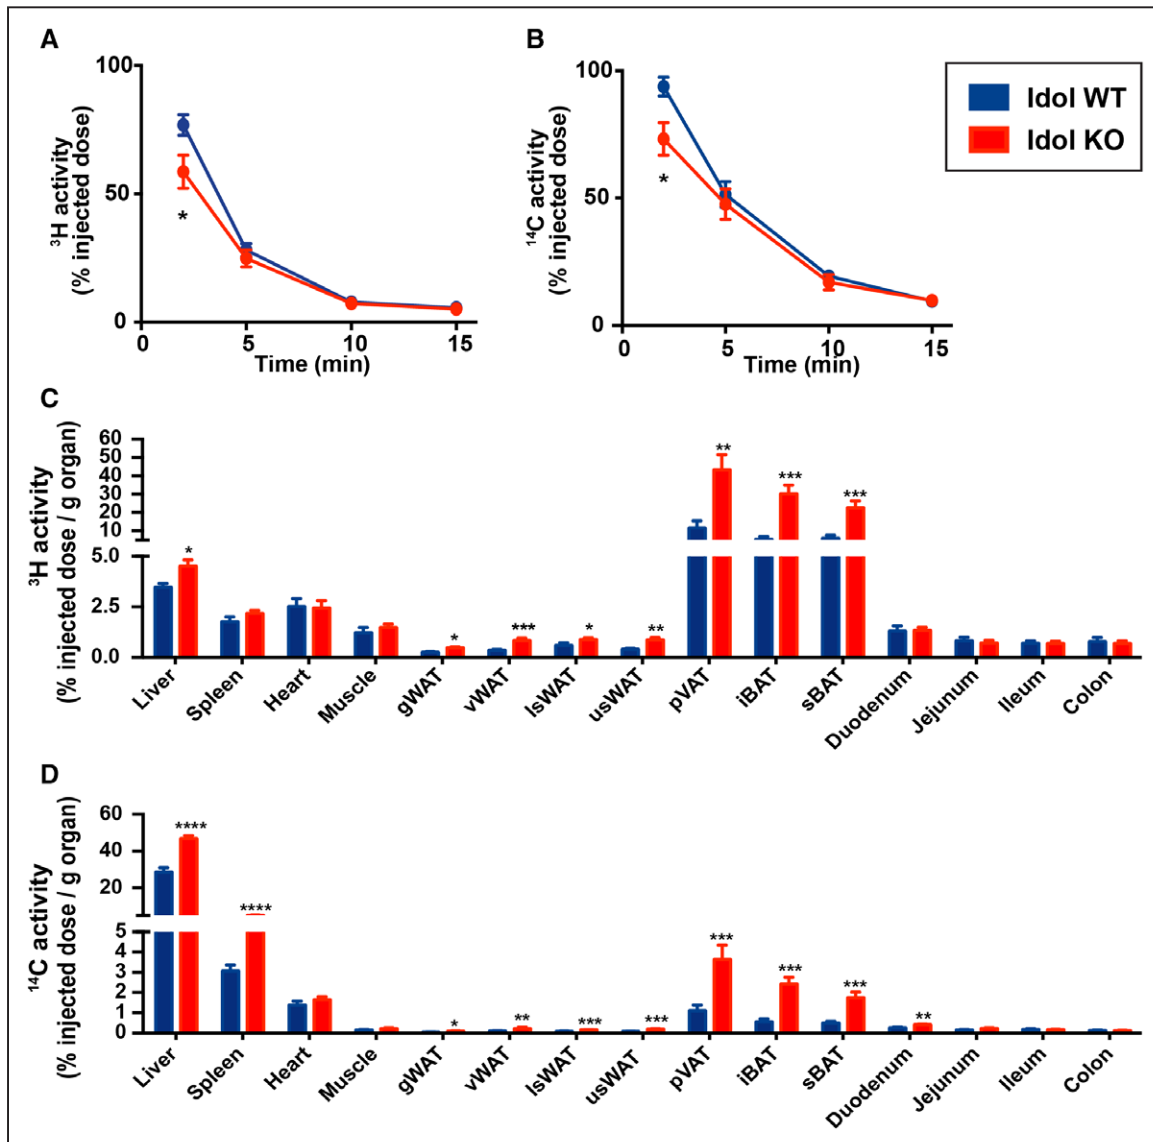 A
³H activity
(% injected dose)
100
50
0
0 5 10 15
Time (min)
*
B
¹⁴C activity
(% injected dose)
100
50
0
0 5 10 15
Time (min)
*
Idol WT
Idol KO
C
³H activity
(% injected dose / g organ)
60
50
40
30
20
10
5.0
2.5
0.0
* * *** * ** ** *** ***
Liver Spleen Heart Muscle gWAT vWAT lsWAT usWAT pVAT iBAT sBAT Duodenum Jejunum Ileum Colon
D
¹⁴C activity
(% injected dose / g organ)
60
40
20
5
4
3
2
1
0
**** **** * ** *** *** *** *** *** **
Liver Spleen Heart Muscle gWAT vWAT lsWAT usWAT pVAT iBAT sBAT Duodenum Jejunum Ileum Colon